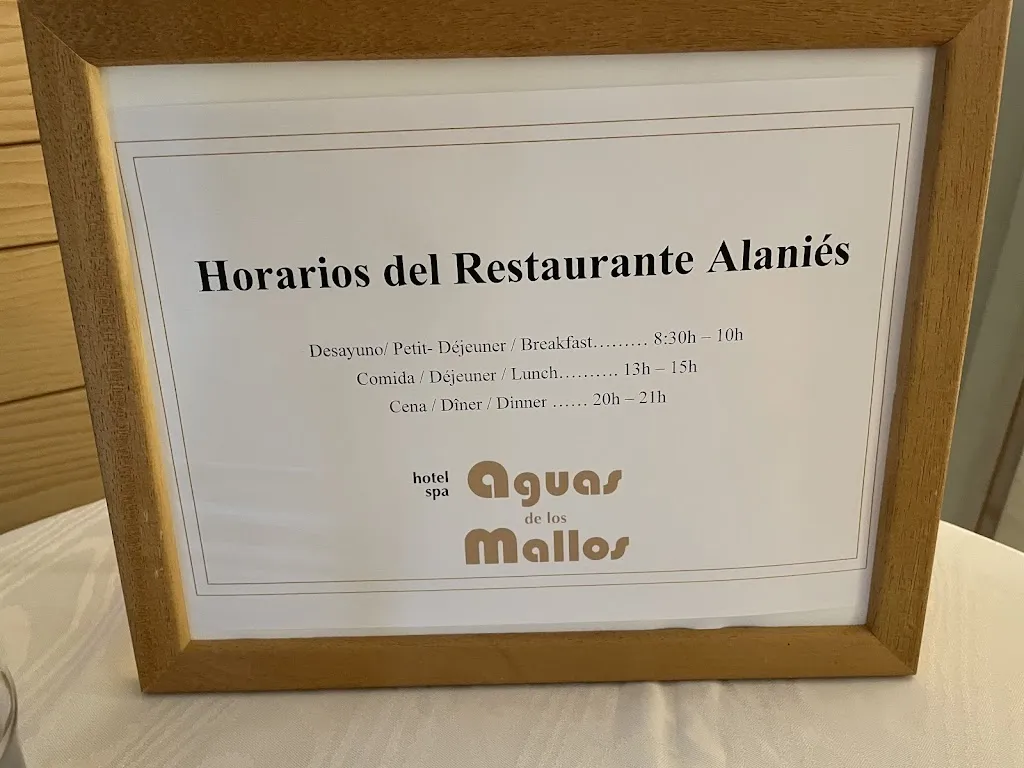 Horarios del Restaurante Alaniés
Desayuno/ Petit- Déjeuner / Breakfast……… 8:30h – 10h
Comida / Déjeuner / Lunch………. 13h – 15h
Cena / Dîner / Dinner …… 20h – 21h
hotel spa Aguas
de los
Mallos